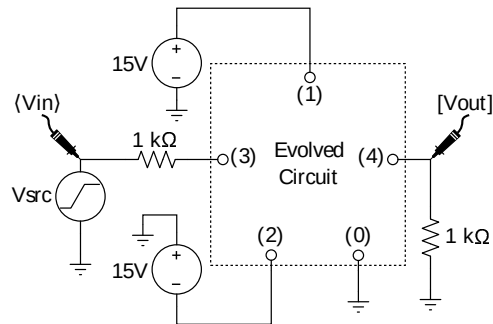 15V
(1)
⟨Vin⟩
[Vout]
1 kΩ
(3)
Evolved
Circuit
(4)
Vsrc
(2)
(0)
1 kΩ
15V